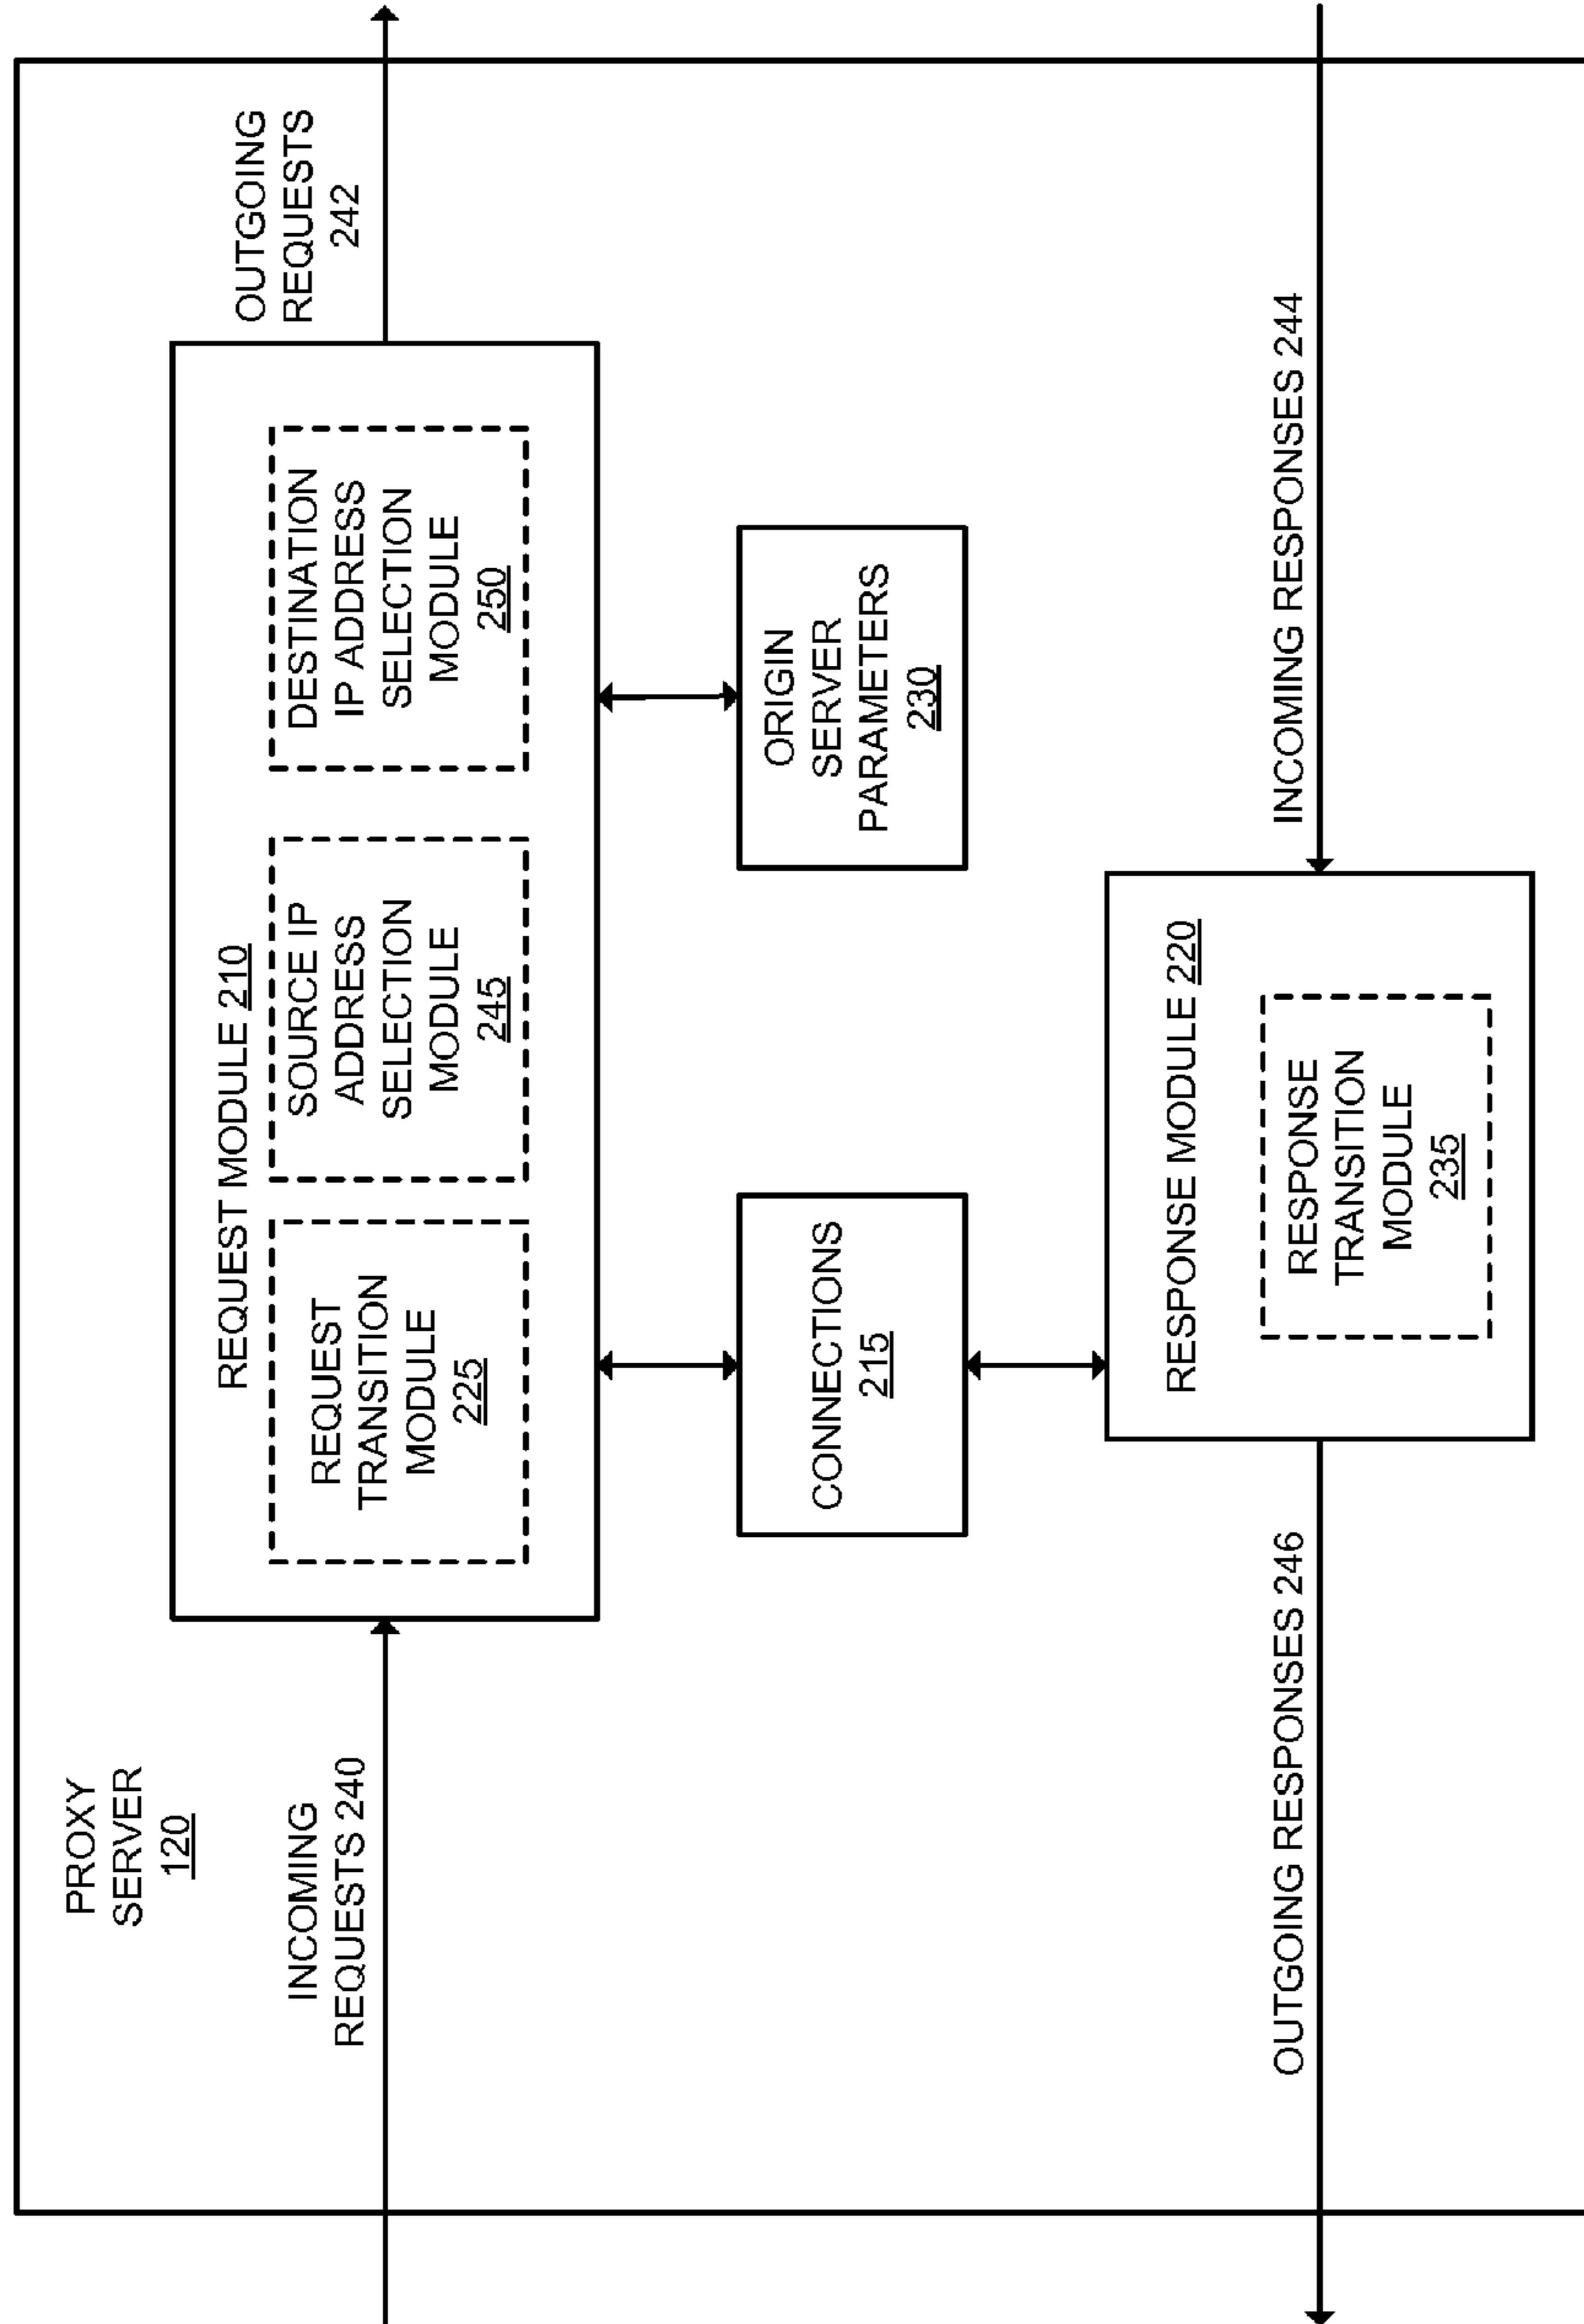 PROXY
SERVER
120
INCOMING
REQUESTS 240
REQUEST MODULE 210
REQUEST
TRANSITION
MODULE
225
SOURCE IP
ADDRESS
SELECTION
MODULE
245
DESTINATION
IP ADDRESS
SELECTION
MODULE
250
OUTGOING
REQUESTS
242
CONNECTIONS
215
ORIGIN
SERVER
PARAMETERS
230
OUTGOING RESPONSES 246
RESPONSE MODULE 220
RESPONSE
TRANSITION
MODULE
235
INCOMING RESPONSES 244